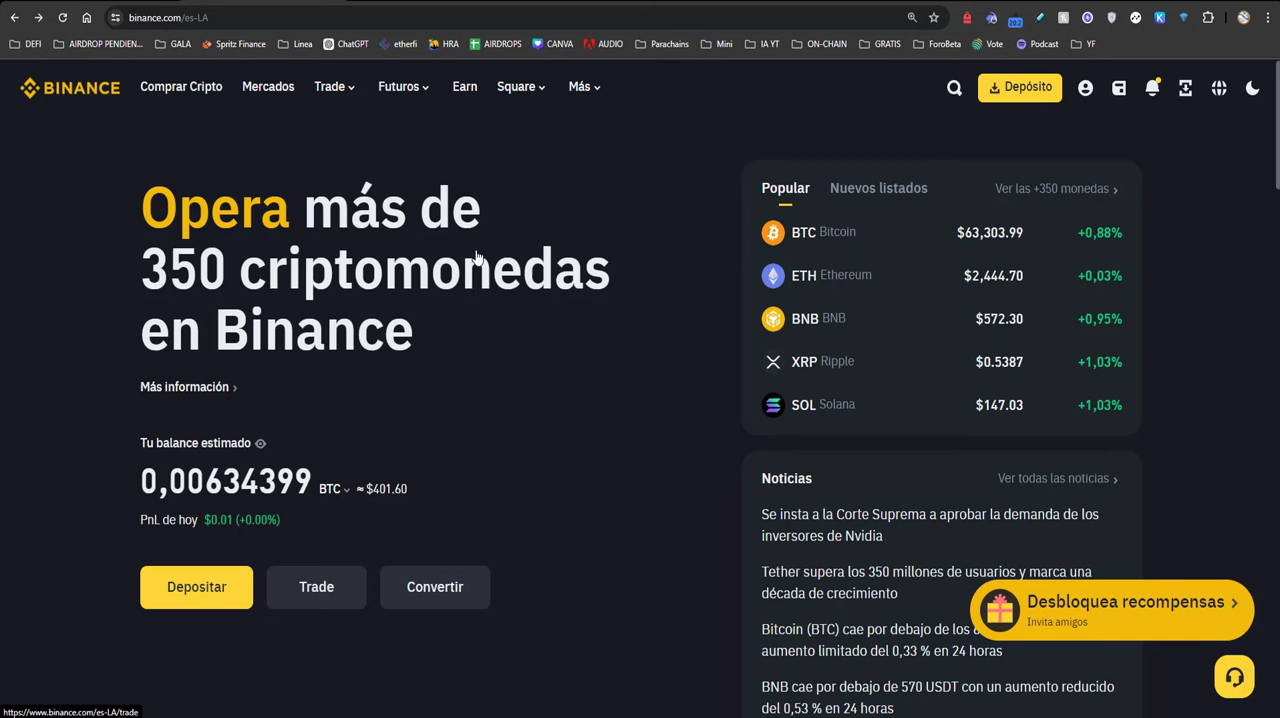 binance.com/es-LA
20.2
DEFI
AIRDROP PENDIEN...
GALA
Spritz Finance
Linea
ChatGPT
etherfi
HRA
AIRDROPS
CANVA
AUDIO
Parachains
Mini
IA YT
ON-CHAIN
GRATIS
ForoBeta
Vote
Podcast
YF
BINANCE
Comprar Cripto
Mercados
Trade
Futuros
Earn
Square
Más
Depósito
Opera más de
350 criptomonedas
en Binance
Más información
Tu balance estimado
0,00634399 BTC ≈ $401.60
PnL de hoy $0.01 (+0.00%)
Depositar
Trade
Convertir
Popular
Nuevos listados
Ver las +350 monedas
BTC Bitcoin $63,303.99 +0,88%
ETH Ethereum $2,444.70 +0,03%
BNB BNB $572.30 +0,95%
XRP Ripple $0.5387 +1,03%
SOL Solana $147.03 +1,03%
Noticias
Ver todas las noticias
Se insta a la Corte Suprema a aprobar la demanda de los
inversores de Nvidia
Tether supera los 350 millones de usuarios y marca una
década de crecimiento
Bitcoin (BTC) cae por debajo de los
aumento limitado del 0,33 % en 24 horas
BNB cae por debajo de 570 USDT con un aumento reducido
del 0,53 % en 24 horas
Desbloquea recompensas
Invita amigos
https://www.binance.com/es-LA/trade